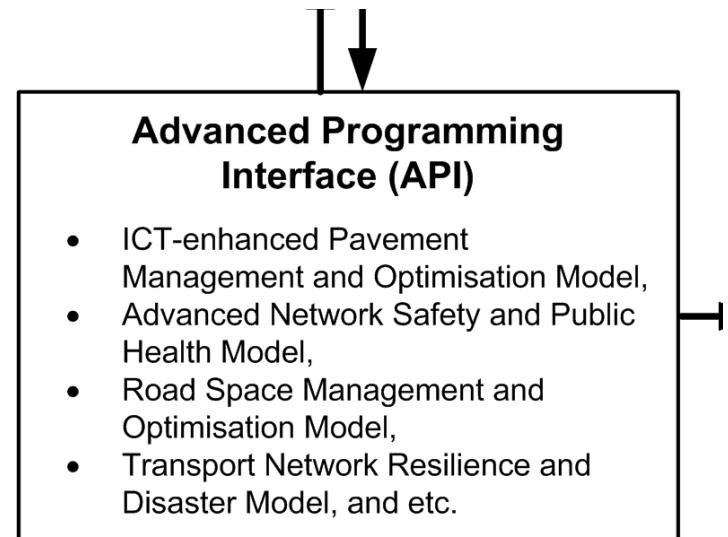 Advanced Programming
Interface (API)
• ICT-enhanced Pavement
Management and Optimisation Model,
• Advanced Network Safety and Public
Health Model,
• Road Space Management and
Optimisation Model,
• Transport Network Resilience and
Disaster Model, and etc.